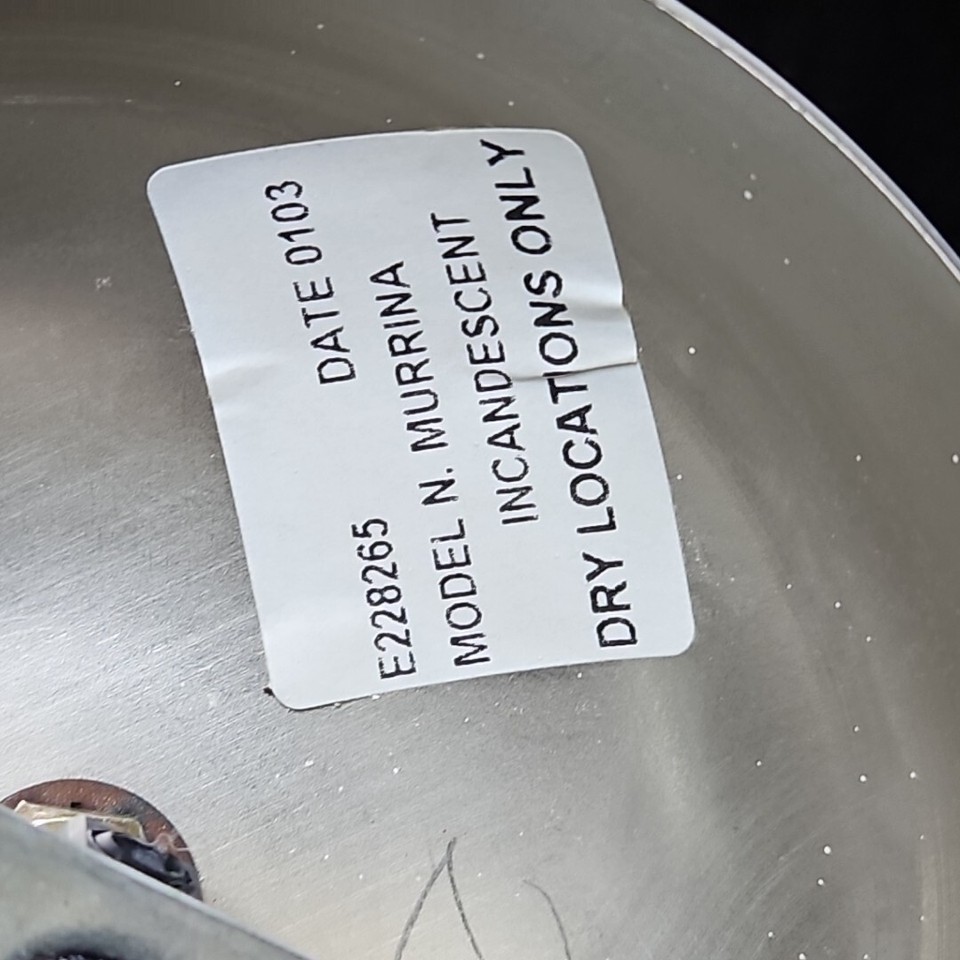 E228265 DATE 0103
MODEL N. MURRINA
INCANDESCENT
DRY LOCATIONS ONLY